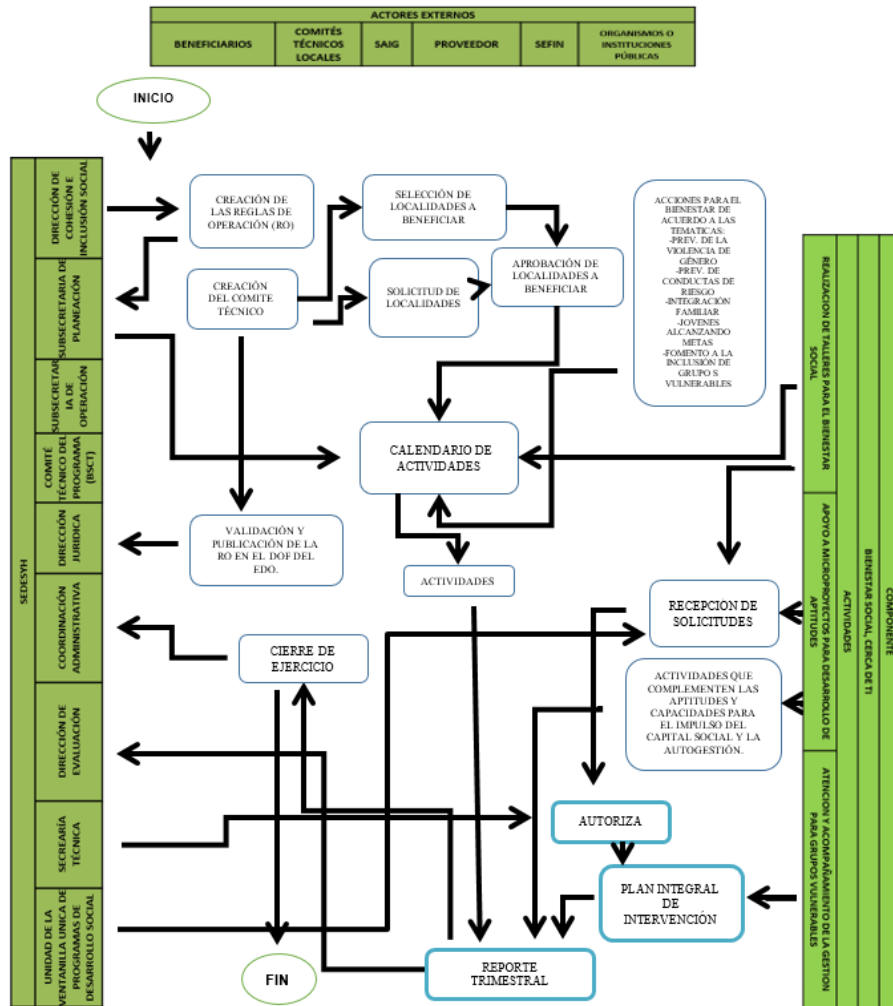 ACTORES EXTERNOS
BENEFICIARIOS
COMITÉS
TÉCNICOS
LOCALES
SAIG
PROVEEDOR
SEFIN
ORGANISMOS O
INSTITUCIONES
PÚBLICAS
INICIO
SEDESYH
DIRECCIÓN DE
COHESIÓN E
INCLUSIÓN SOCIAL
SUBSECRETARIA DE
PLANEACIÓN
SUBSECRETAR
IA DE
OPERACIÓN
COMITÉ
TÉCNICO DEL
PROGRAMA
(BSCT)
DIRECCIÓN
JURIDICA
COORDINACIÓN
ADMINISTRATIVA
DIRECCIÓN DE
EVALUACIÓN
SECREARÍA
TÉCNICA
UNIDAD DE LA
VENTANILLA UNICA DE
PROGRAMAS DE
DESARROLLO SOCIAL
CREACIÓN DE
LAS REGLAS DE
OPERACIÓN (RO)
SELECCIÓN DE
LOCALIDADES A
BENEFICIAR
CREACIÓN
DEL COMITE
TÉCNICO
SOLICITUD DE
LOCALIDADES
APROBACIÓN DE
LOCALIDADES A
BENEFICIAR
ACCIONES PARA EL
BIENESTAR DE
ACUERDO A LAS
TEMATICAS:
-PREV. DE LA
VIOLENCIA DE
GÉNERO
-PREV. DE
CONDUCTAS DE
RIESGO
-INTEGRACIÓN
FAMILIAR
-JOVENES
ALCANZANDO
METAS
-FOMENTO A LA
INCLUSIÓN DE
GRUPO S
VULNERABLES
CALENDARIO DE
ACTIVIDADES
VALIDACIÓN Y
PUBLICACIÓN DE LA
RO EN EL DOF DEL
EDO.
ACTIVIDADES
RECEPCIÓN DE
SOLICITUDES
CIERRE DE
EJERCICIO
ACTIVIDADES QUE
COMPLEMENTEN LAS
APTITUDES Y
CAPACIDADES PARA
EL IMPULSO DEL
CAPITAL SOCIAL Y LA
AUTOGESTIÓN.
AUTORIZA
PLAN INTEGRAL
DE
INTERVENCIÓN
REPORTE
TRIMESTRAL
FIN
COMPONENTE
BIENESTAR SOCIAL, CERCA DE TI
ACTIVIDADES
REALIZACION DE TALLERES PARA EL BIENESTAR
SOCIAL
APOYO A MICROPROYECTOS PARA DESARROLLO DE
APTITUDES
ATENCION Y ACOMPAÑAMIENTO DE LA GESTION
PARA GRUPOS VULNERABLES